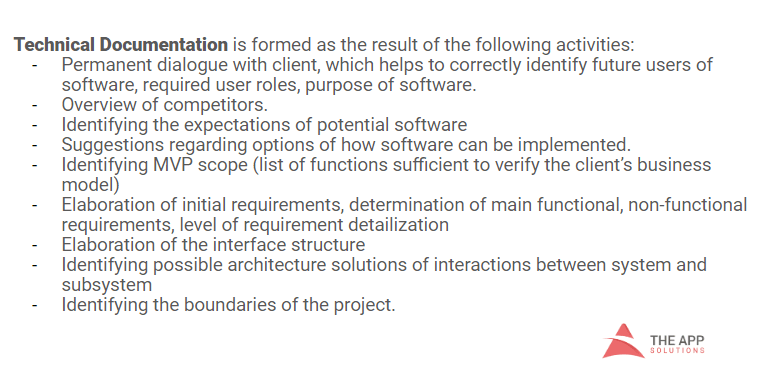 Technical Documentation is formed as the result of the following activities:
- Permanent dialogue with client, which helps to correctly identify future users of
software, required user roles, purpose of software.
- Overview of competitors.
- Identifying the expectations of potential software
- Suggestions regarding options of how software can be implemented.
- Identifying MVP scope (list of functions sufficient to verify the client’s business
model)
- Elaboration of initial requirements, determination of main functional, non-functional
requirements, level of requirement detailization
- Elaboration of the interface structure
- Identifying possible architecture solutions of interactions between system and
subsystem
- Identifying the boundaries of the project.
THE APP
SOLUTIONS